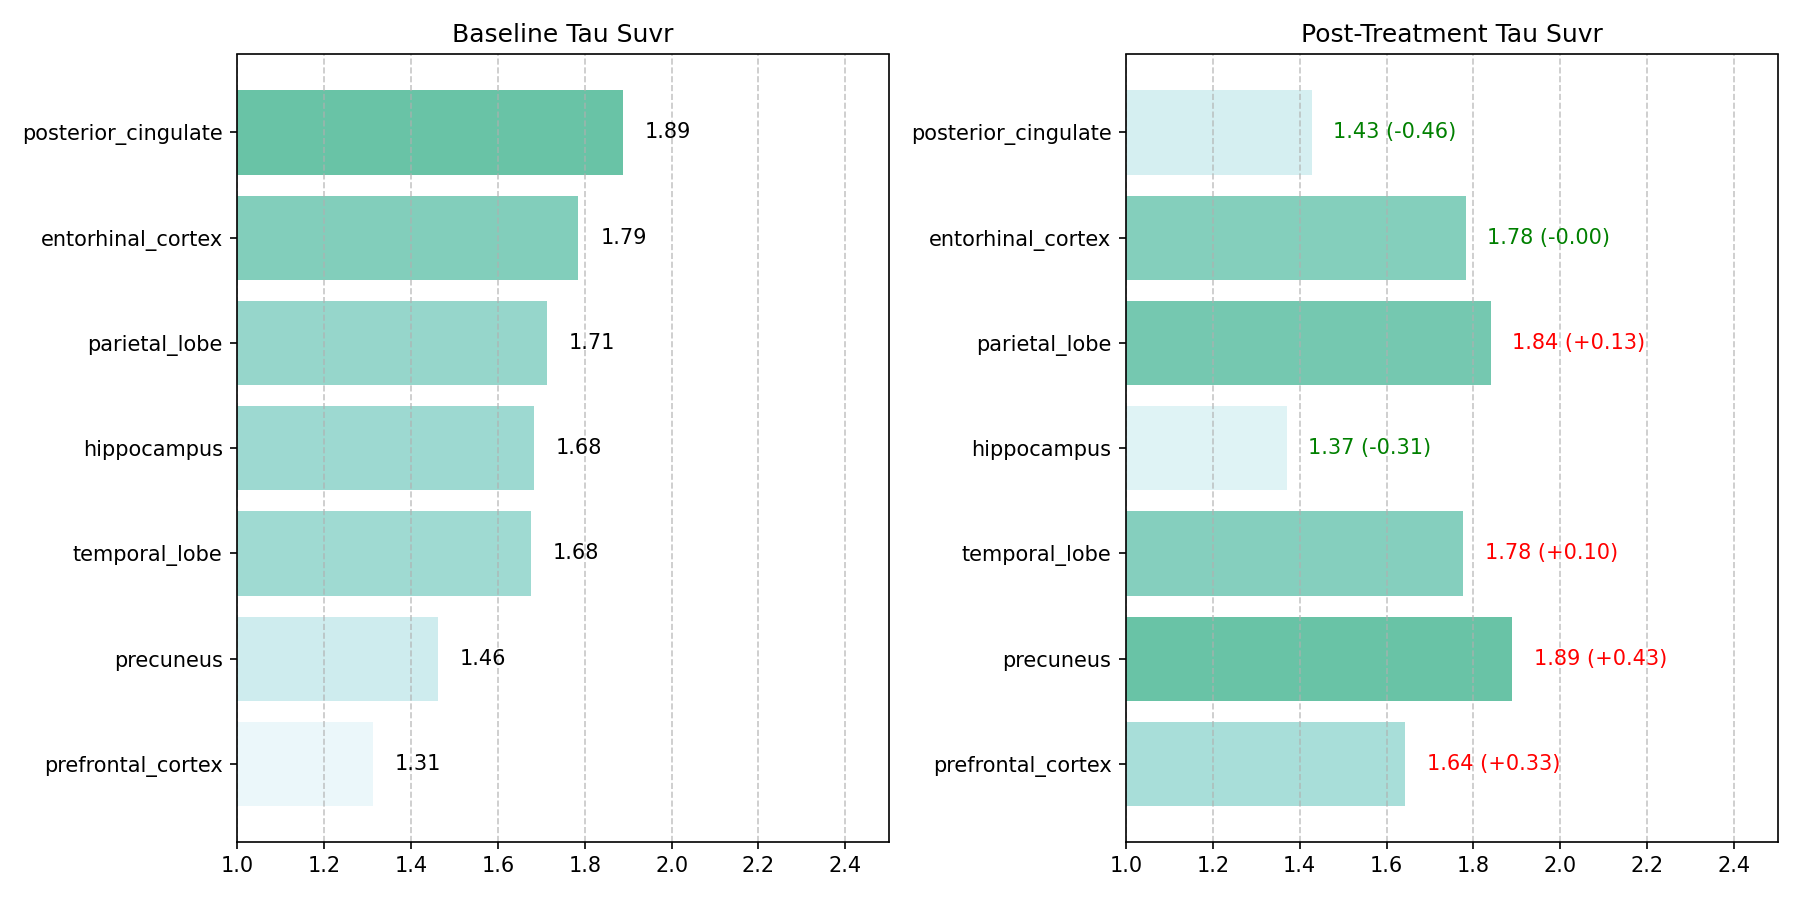 Baseline Tau Suvr
posterior_cingulate
1.89
entorhinal_cortex
1.79
parietal_lobe
1.71
hippocampus
1.68
temporal_lobe
1.68
precuneus
1.46
prefrontal_cortex
1.31
1.0 1.2 1.4 1.6 1.8 2.0 2.2 2.4
Post-Treatment Tau Suvr
posterior_cingulate
1.43 (-0.46)
entorhinal_cortex
1.78 (-0.00)
parietal_lobe
1.84 (+0.13)
hippocampus
1.37 (-0.31)
temporal_lobe
1.78 (+0.10)
precuneus
1.89 (+0.43)
prefrontal_cortex
1.64 (+0.33)
1.0 1.2 1.4 1.6 1.8 2.0 2.2 2.4